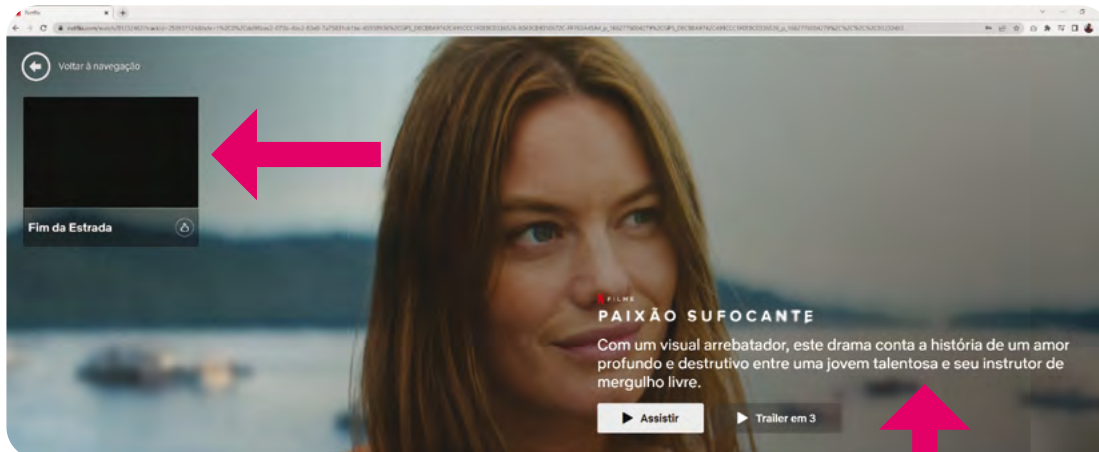 Netflix
Voltar à navegação
Fim da Estrada
FILME
PAIXÃO SUFOCANTE
Com um visual arrebatador, este drama conta a história de um amor
profundo e destrutivo entre uma jovem talentosa e seu instrutor de
mergulho livre.
Assistir
Trailer em 3